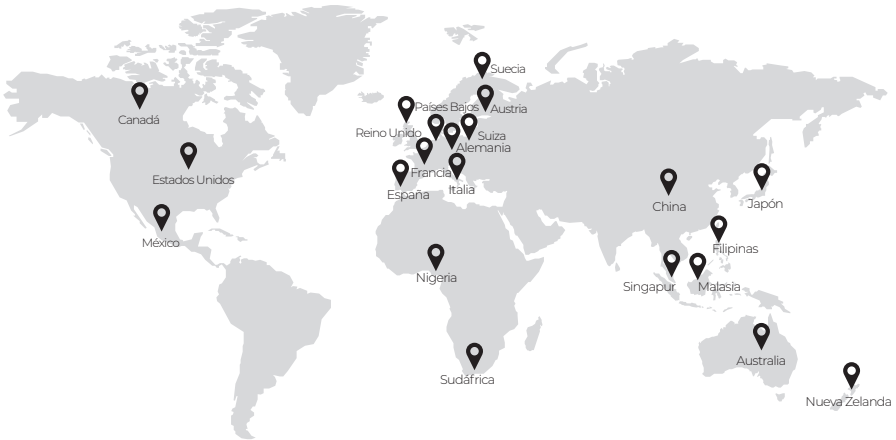 Suecia
Canadá
Países Bajos
Austria
Reino Unido
Suiza
Alemania
Estados Unidos
Francia
Italia
España
China
Japón
México
Filipinas
Nigeria
Singapur
Malasia
Australia
Sudáfrica
Nueva Zelanda